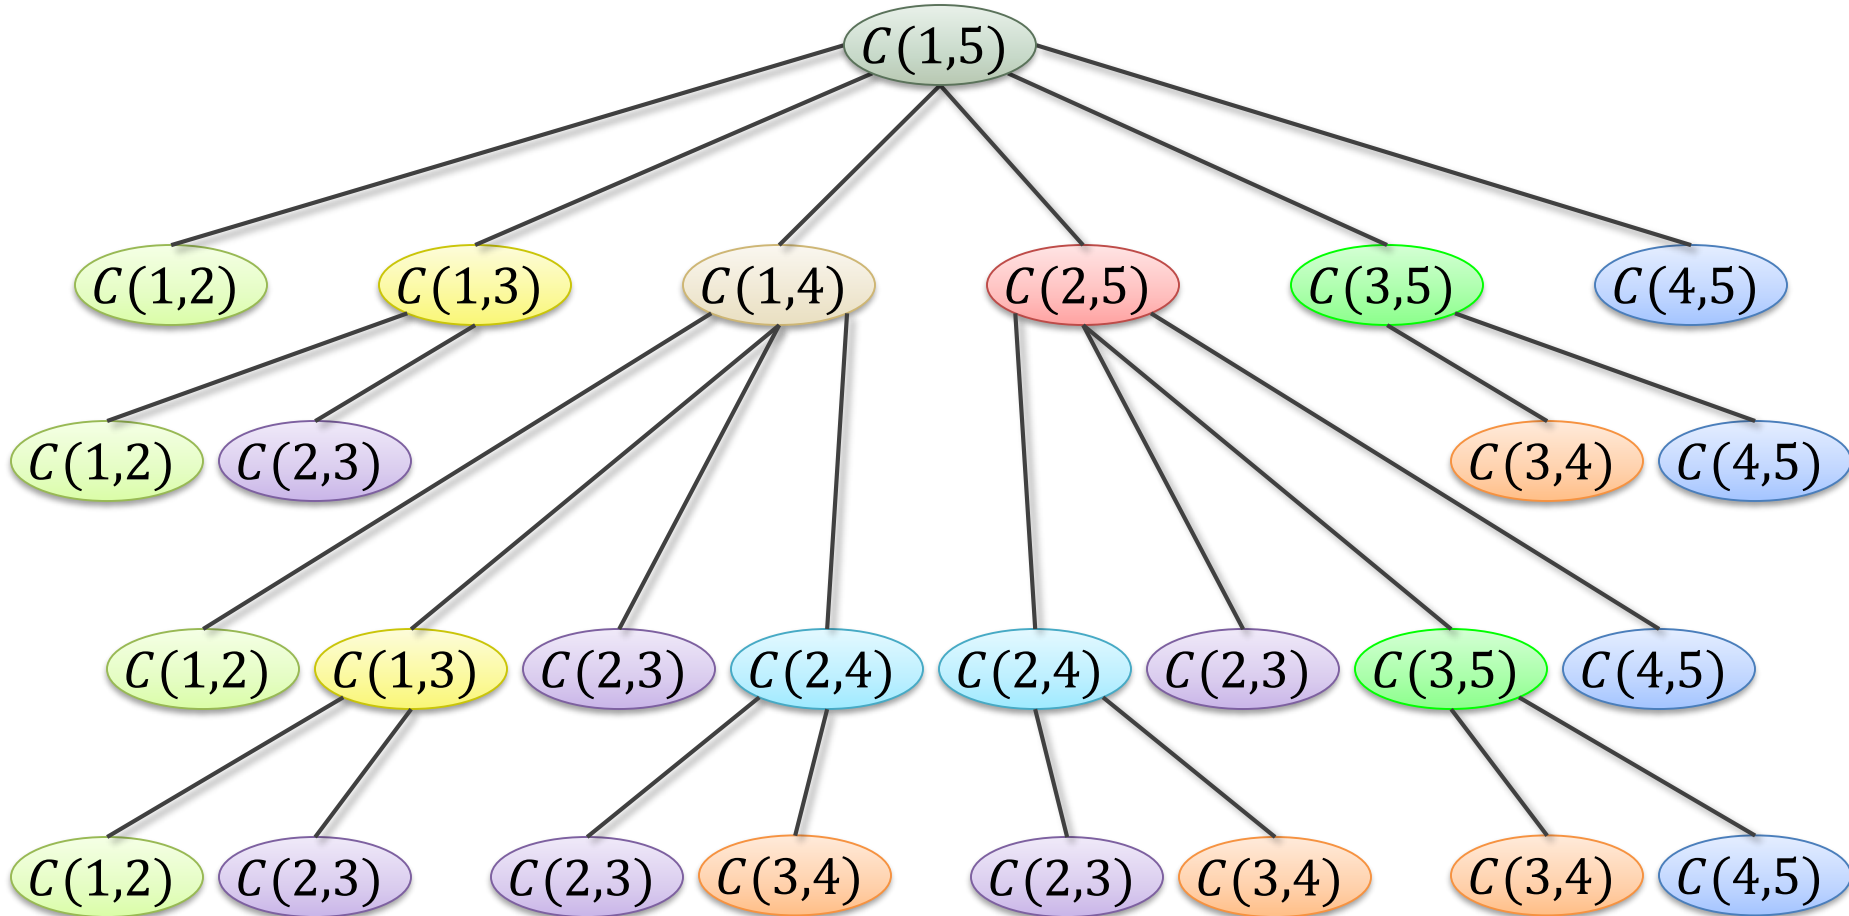 C(1,5)
C(1,2) C(1,3) C(1,4) C(2,5) C(3,5) C(4,5)
C(1,2) C(2,3) C(3,4) C(4,5)
C(1,2) C(1,3) C(2,3) C(2,4) C(2,4) C(2,3) C(3,5) C(4,5)
C(1,2) C(2,3) C(2,3) C(3,4) C(2,3) C(3,4) C(3,4) C(4,5)